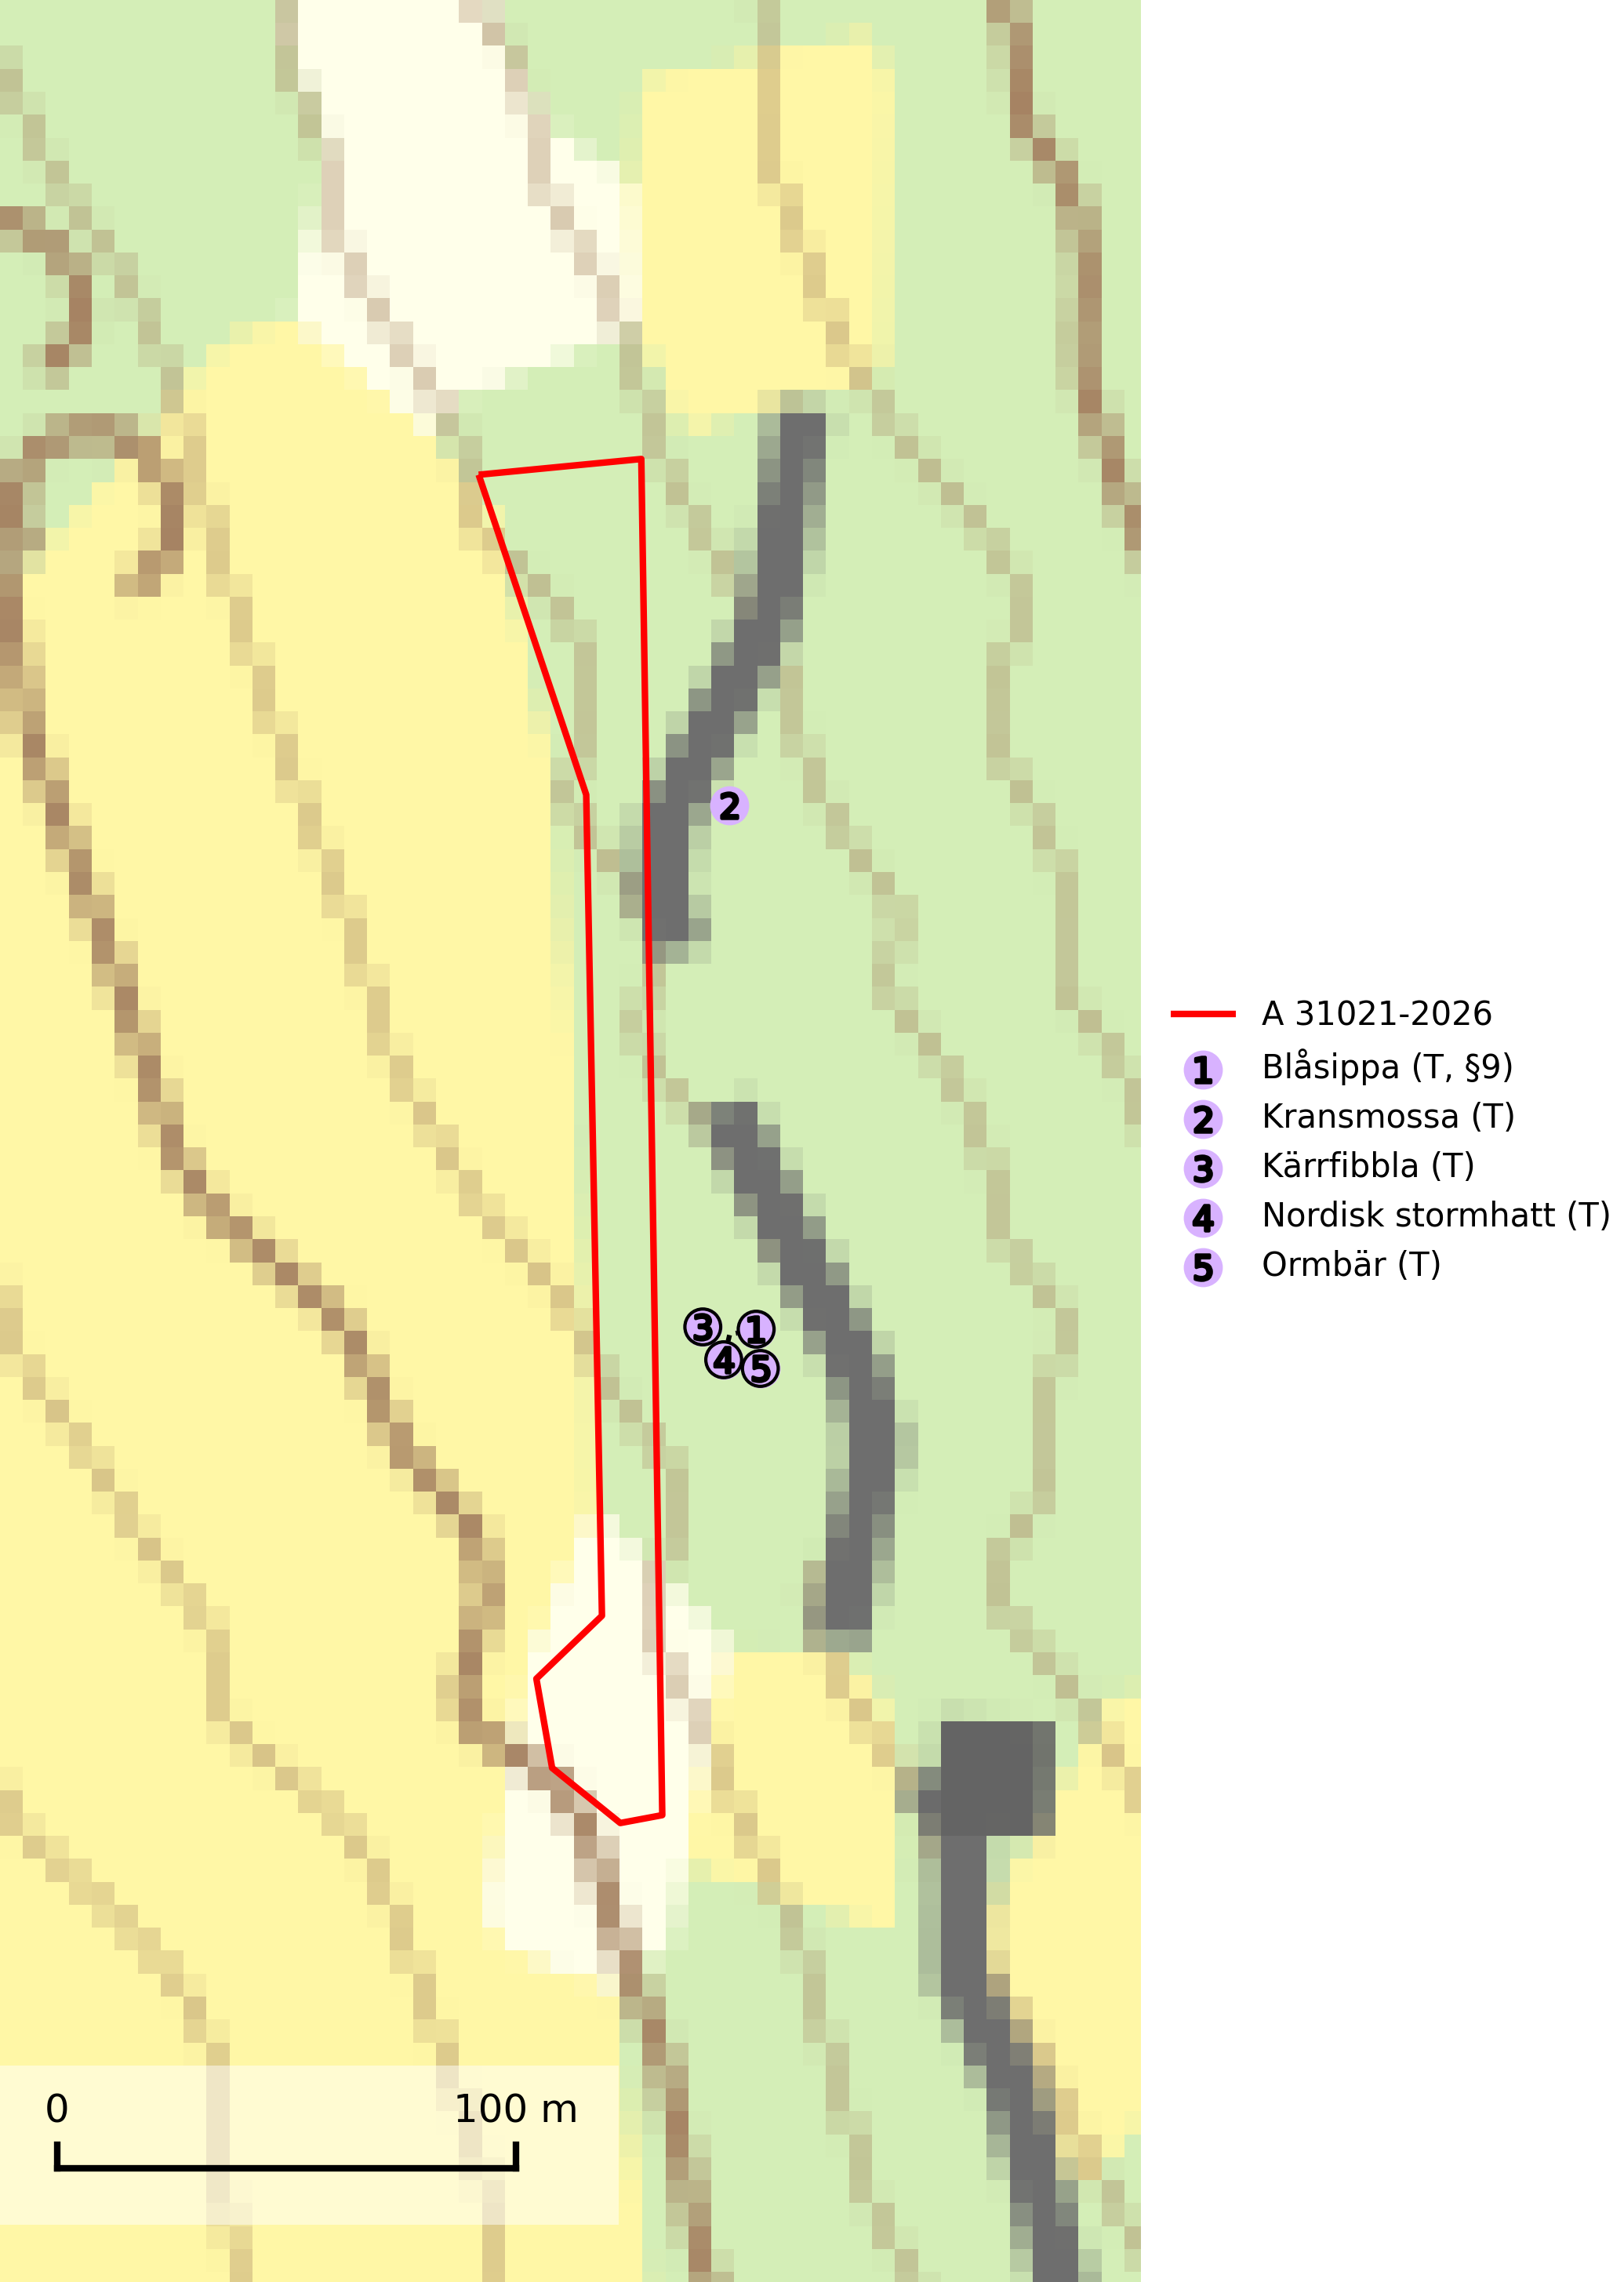 2
3
1
4
5
A 31021-2026
1 Blåsippa (T, §9)
2 Kransmossa (T)
3 Kärrfibbla (T)
4 Nordisk stormhatt (T)
5 Ormbär (T)
0 100 m